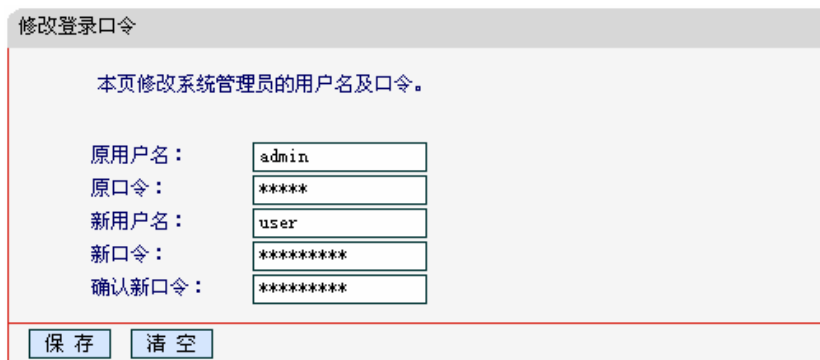 修改登录口令
本页修改系统管理员的用户名及口令。
原用户名： admin
原口令： *****
新用户名： user
新口令： *********
确认新口令： *********
保 存 清 空